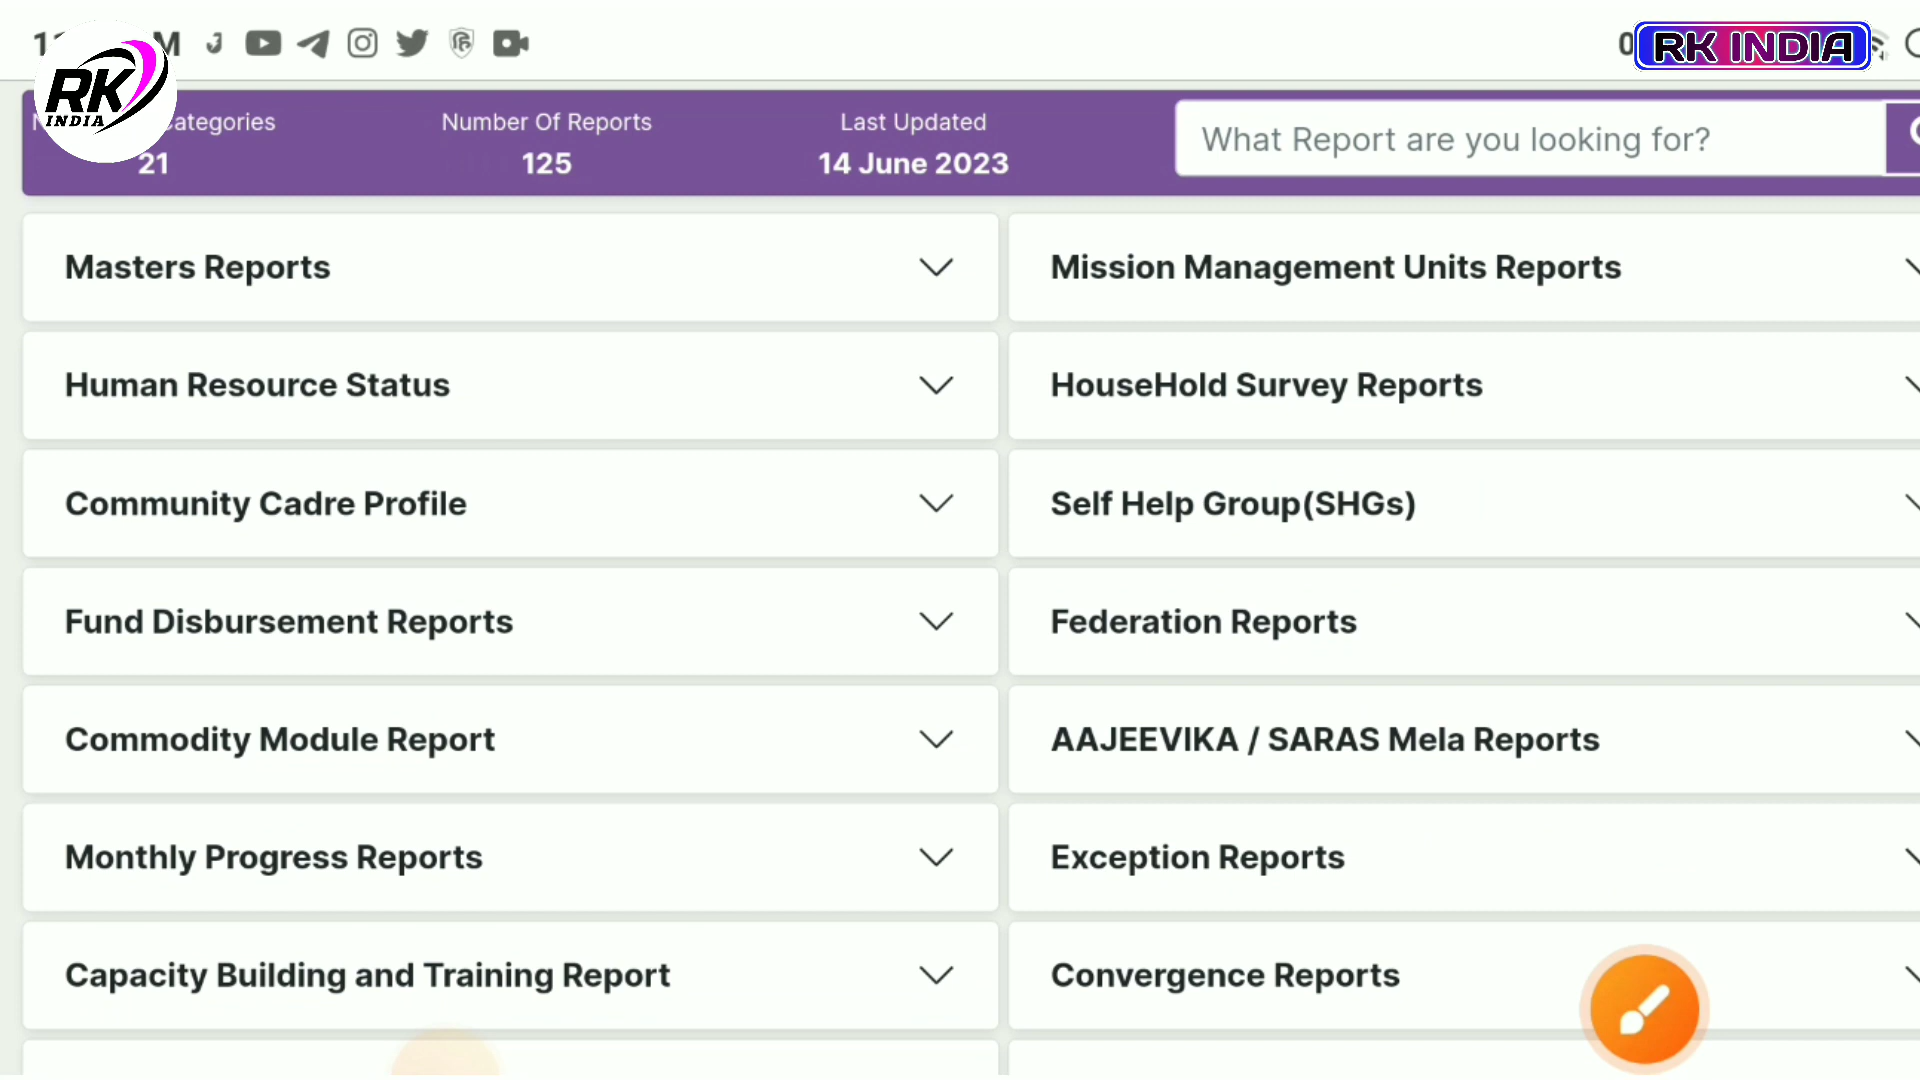 M
RK INDIA
RK
INDIA
ategories
Number Of Reports
Last Updated
What Report are you looking for?
21
125
14 June 2023
Masters Reports
Mission Management Units Reports
Human Resource Status
HouseHold Survey Reports
Community Cadre Profile
Self Help Group(SHGs)
Fund Disbursement Reports
Federation Reports
Commodity Module Report
AAJEEVIKA / SARAS Mela Reports
Monthly Progress Reports
Exception Reports
Capacity Building and Training Report
Convergence Reports